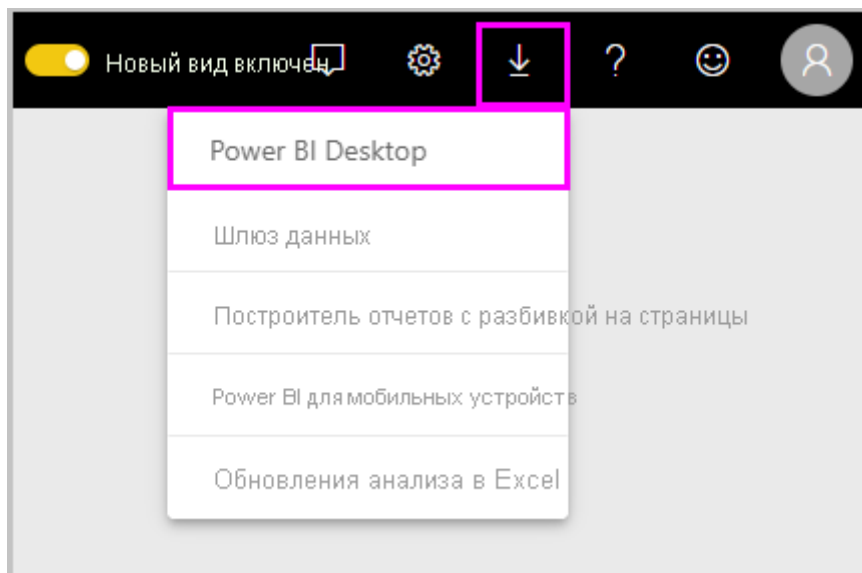 Новый вид включен
?
Power BI Desktop
Шлюз данных
Построитель отчетов с разбивкой на страницы
Power BI для мобильных устройств
Обновления анализа в Excel